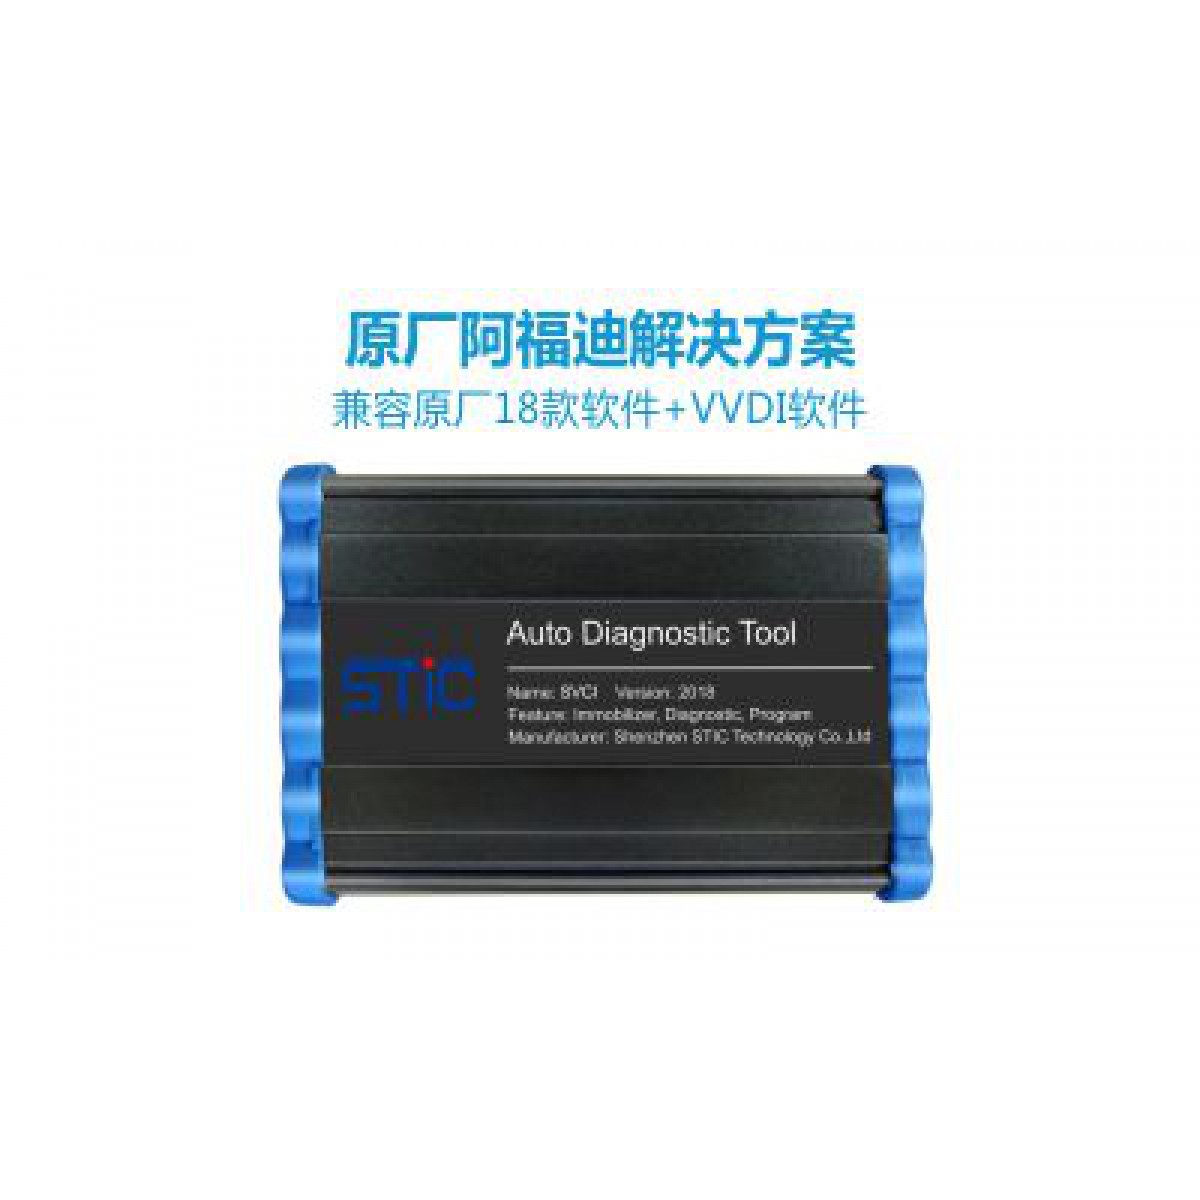 原厂阿福迪解决方案
兼容原厂18款软件+VVDI软件
Auto Diagnostic Tool
STiC
Name: SVCI Version: 2018
Feature: Immobilizer, Diagnostic, Program
Manufacturer: Shenzhen STIC Technology Co.,Ltd